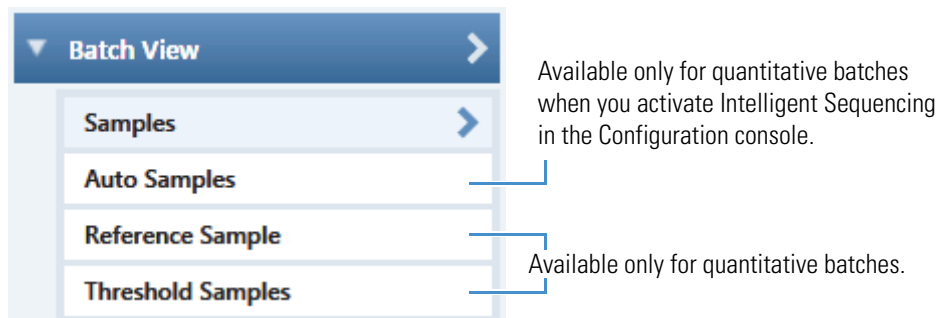 Batch View
Samples
Auto Samples
Reference Sample
Threshold Samples
Available only for quantitative batches
when you activate Intelligent Sequencing
in the Configuration console.
Available only for quantitative batches.